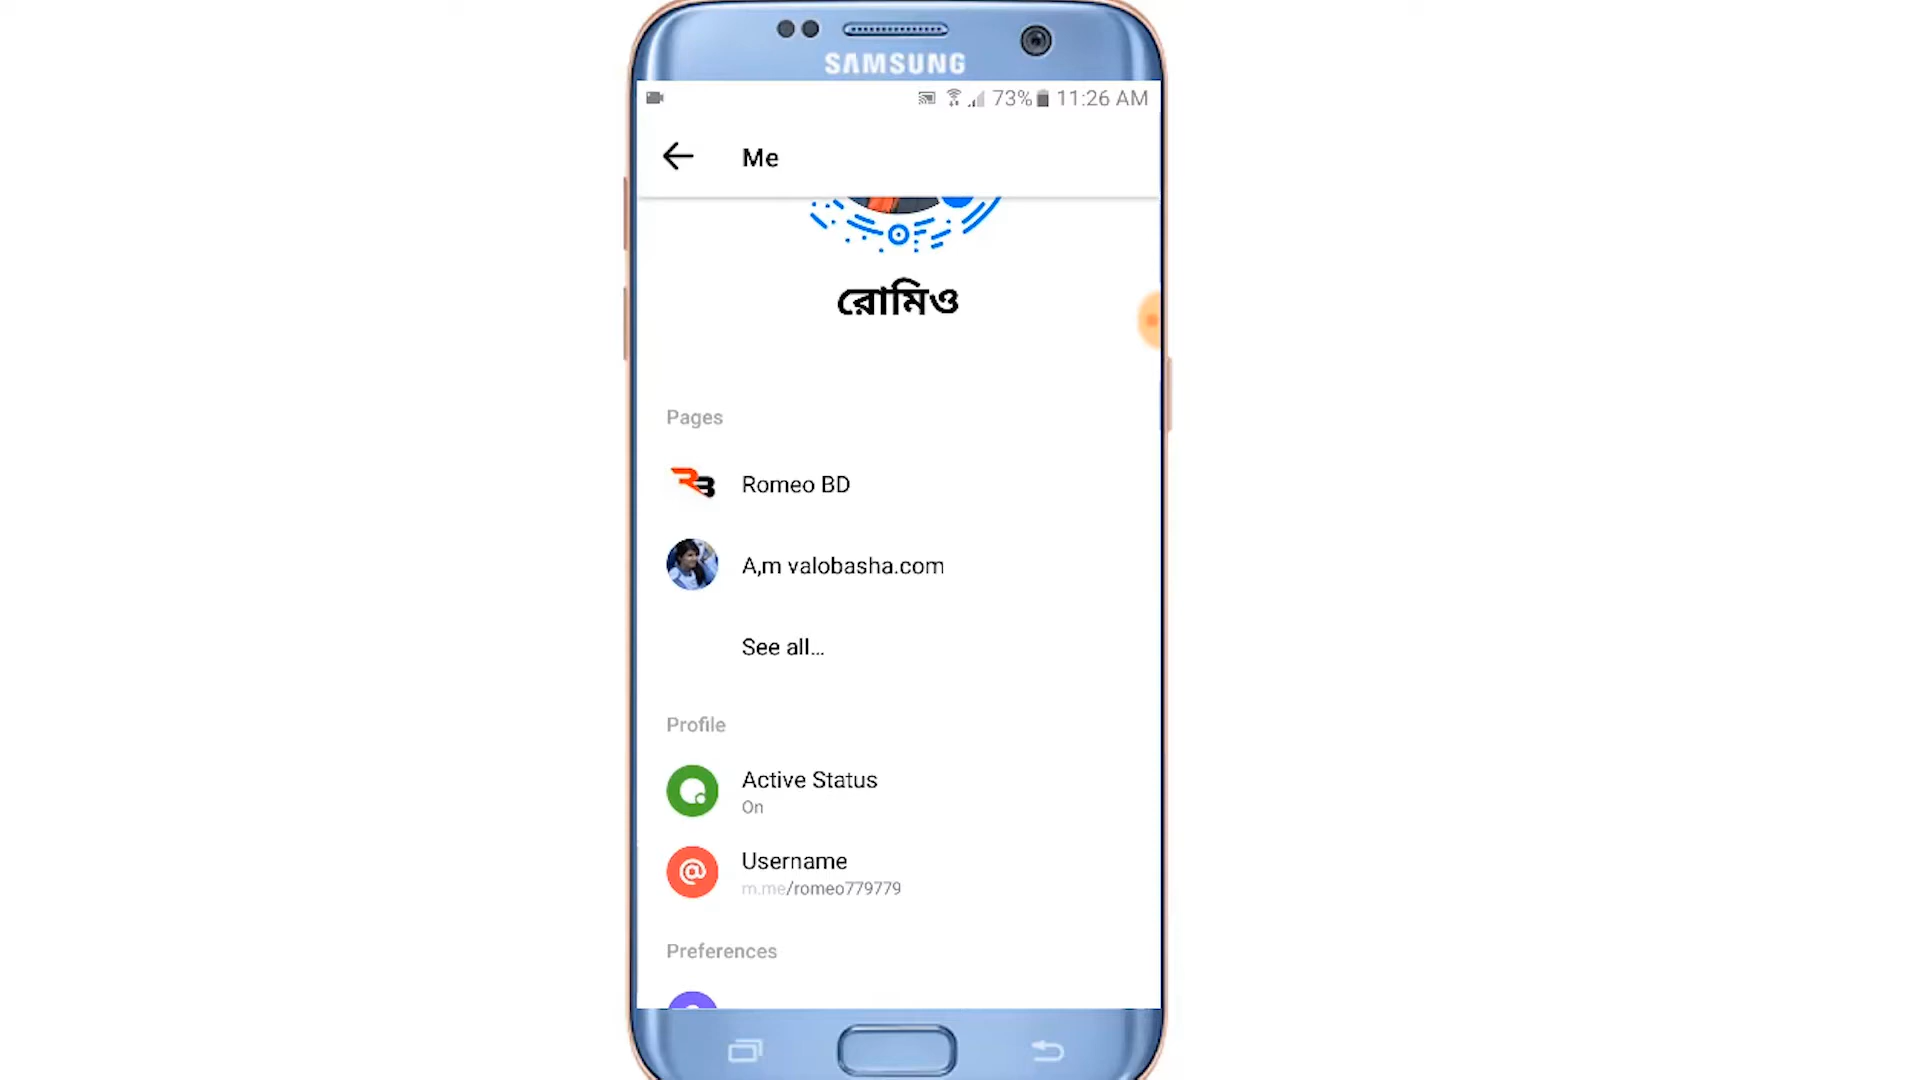 SAMSUNG
73% 11:26 AM
Me
রোমিও
Pages
RB
Romeo BD
A,m valobasha.com
See all...
Profile
Active Status
On
@
Username
m.me/romeo779779
Preferences